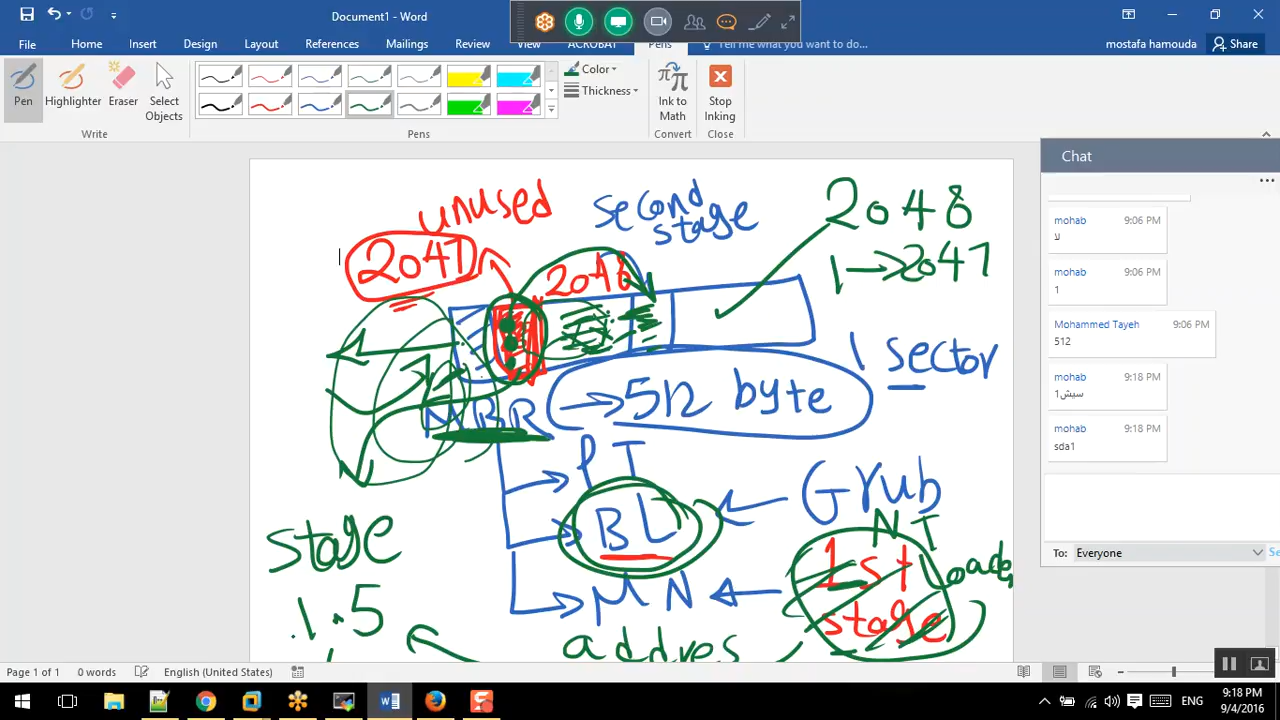 Document1 - Word
File Home Insert Design Layout References Mailings Review View ACROBAT Pens Tell me what you want to do... mostafa hamouda Share
Pen Highlighter Eraser Select Objects
Color
Thickness
Ink to Math
Stop Inking
Write Pens Convert Close
Chat
unused second stage 2048
2047 2048 1 → 2047
1 sector
MBR → 512 byte
PT
BL Grub
NT
MN 1st stage Loader
stage
1.5 addres
mohab 9:06 PM
لا
mohab 9:06 PM
1
Mohammed Tayeh 9:06 PM
512
mohab 9:18 PM
سيش1
mohab 9:18 PM
sda1
To: Everyone
Page 1 of 1 0 words English (United States)
ENG 9:18 PM
9/4/2016